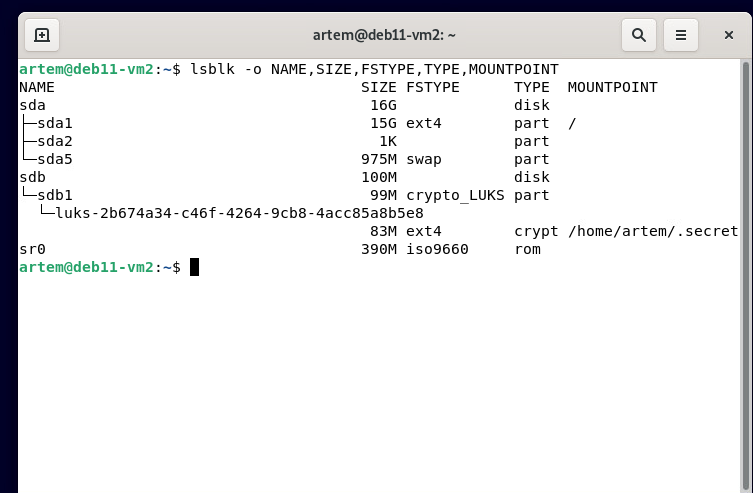 artem@deb11-vm2: ~
artem@deb11-vm2:~$ lsblk -o NAME,SIZE,FSTYPE,TYPE,MOUNTPOINT
NAME                                  SIZE FSTYPE      TYPE  MOUNTPOINT
sda                                    16G             disk
├─sda1                                 15G ext4        part  /
├─sda2                                  1K             part
└─sda5                                975M swap        part
sdb                                   100M             disk
└─sdb1                                 99M crypto_LUKS part
  └─luks-2b674a34-c46f-4264-9cb8-4acc85a8b5e8
                                       83M ext4        crypt /home/artem/.secret
sr0                                   390M iso9660     rom
artem@deb11-vm2:~$